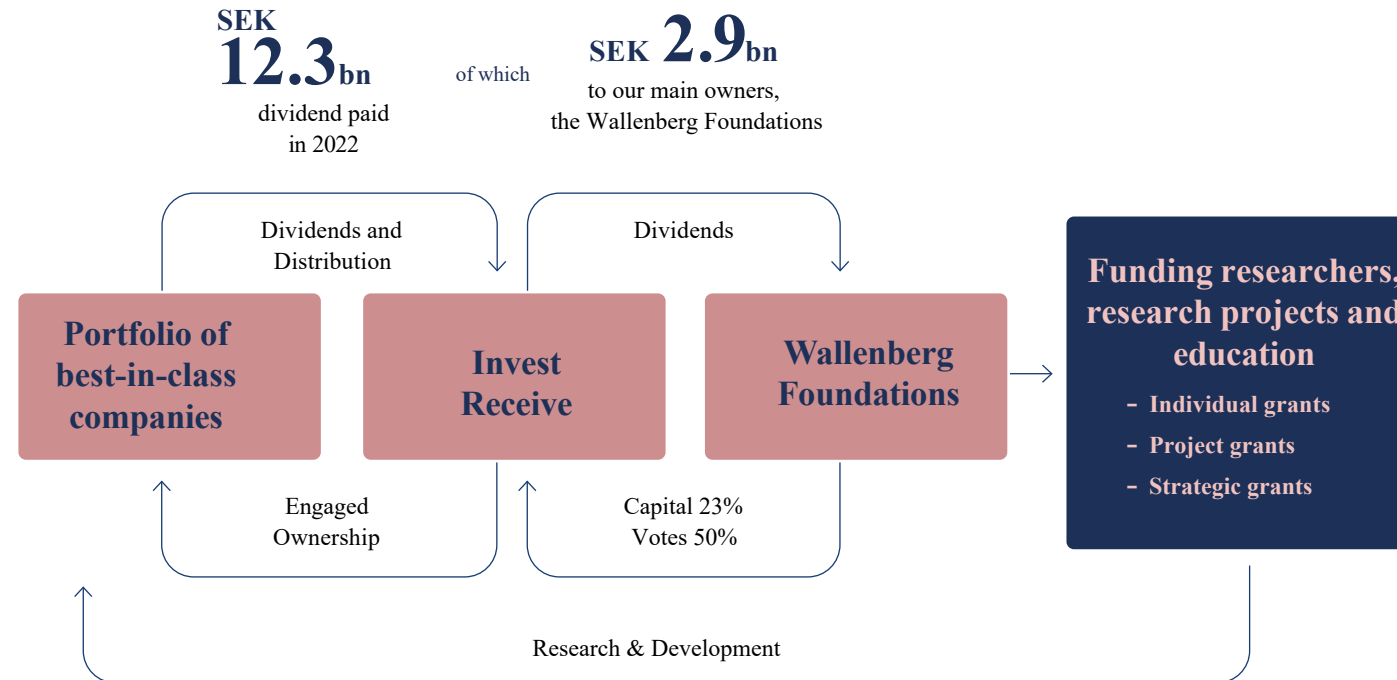 SEK
12.3bn
of which
SEK 2.9bn
dividend paid
in 2022
to our main owners,
the Wallenberg Foundations
Dividends and
Distribution
Dividends
Portfolio of
best-in-class
companies
Invest
Receive
Wallenberg
Foundations
Funding researchers,
research projects and
education
- Individual grants
- Project grants
- Strategic grants
Engaged
Ownership
Capital 23%
Votes 50%
Research & Development